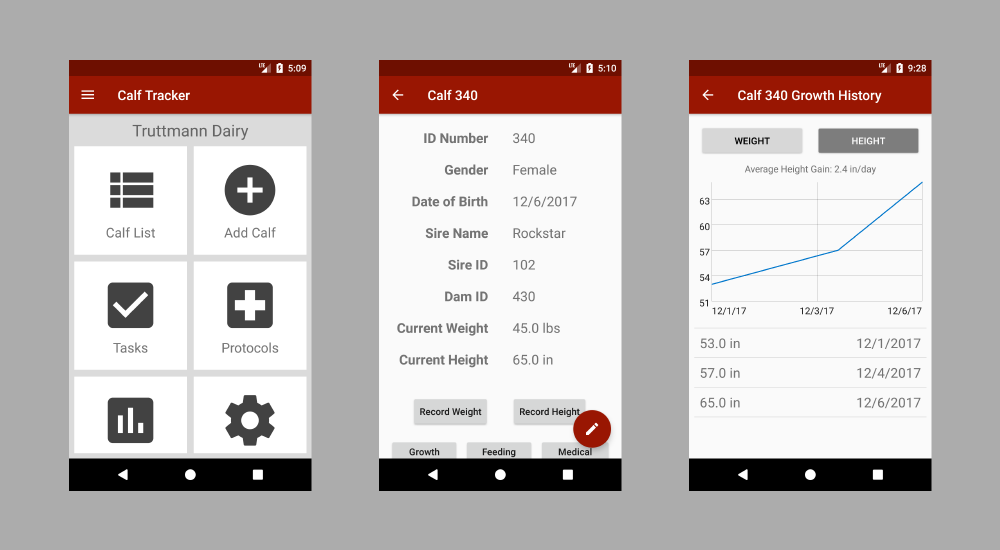 LTE 5:09
Calf Tracker
Truttmann Dairy
Calf List
Add Calf
Tasks
Protocols
LTE 5:10
Calf 340
ID Number 340
Gender Female
Date of Birth 12/6/2017
Sire Name Rockstar
Sire ID 102
Dam ID 430
Current Weight 45.0 lbs
Current Height 65.0 in
Record Weight Record Height
Growth Feeding Medical
LTE 9:28
Calf 340 Growth History
WEIGHT HEIGHT
Average Height Gain: 2.4 in/day
63
60
57
54
51
12/1/17 12/3/17 12/6/17
53.0 in 12/1/2017
57.0 in 12/4/2017
65.0 in 12/6/2017